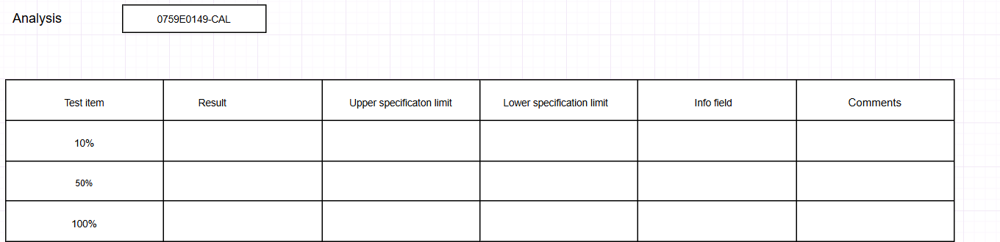 Analysis 0759E0149-CAL
Test item Result Upper specificaton limit Lower specification limit Info field Comments
10%
50%
100%